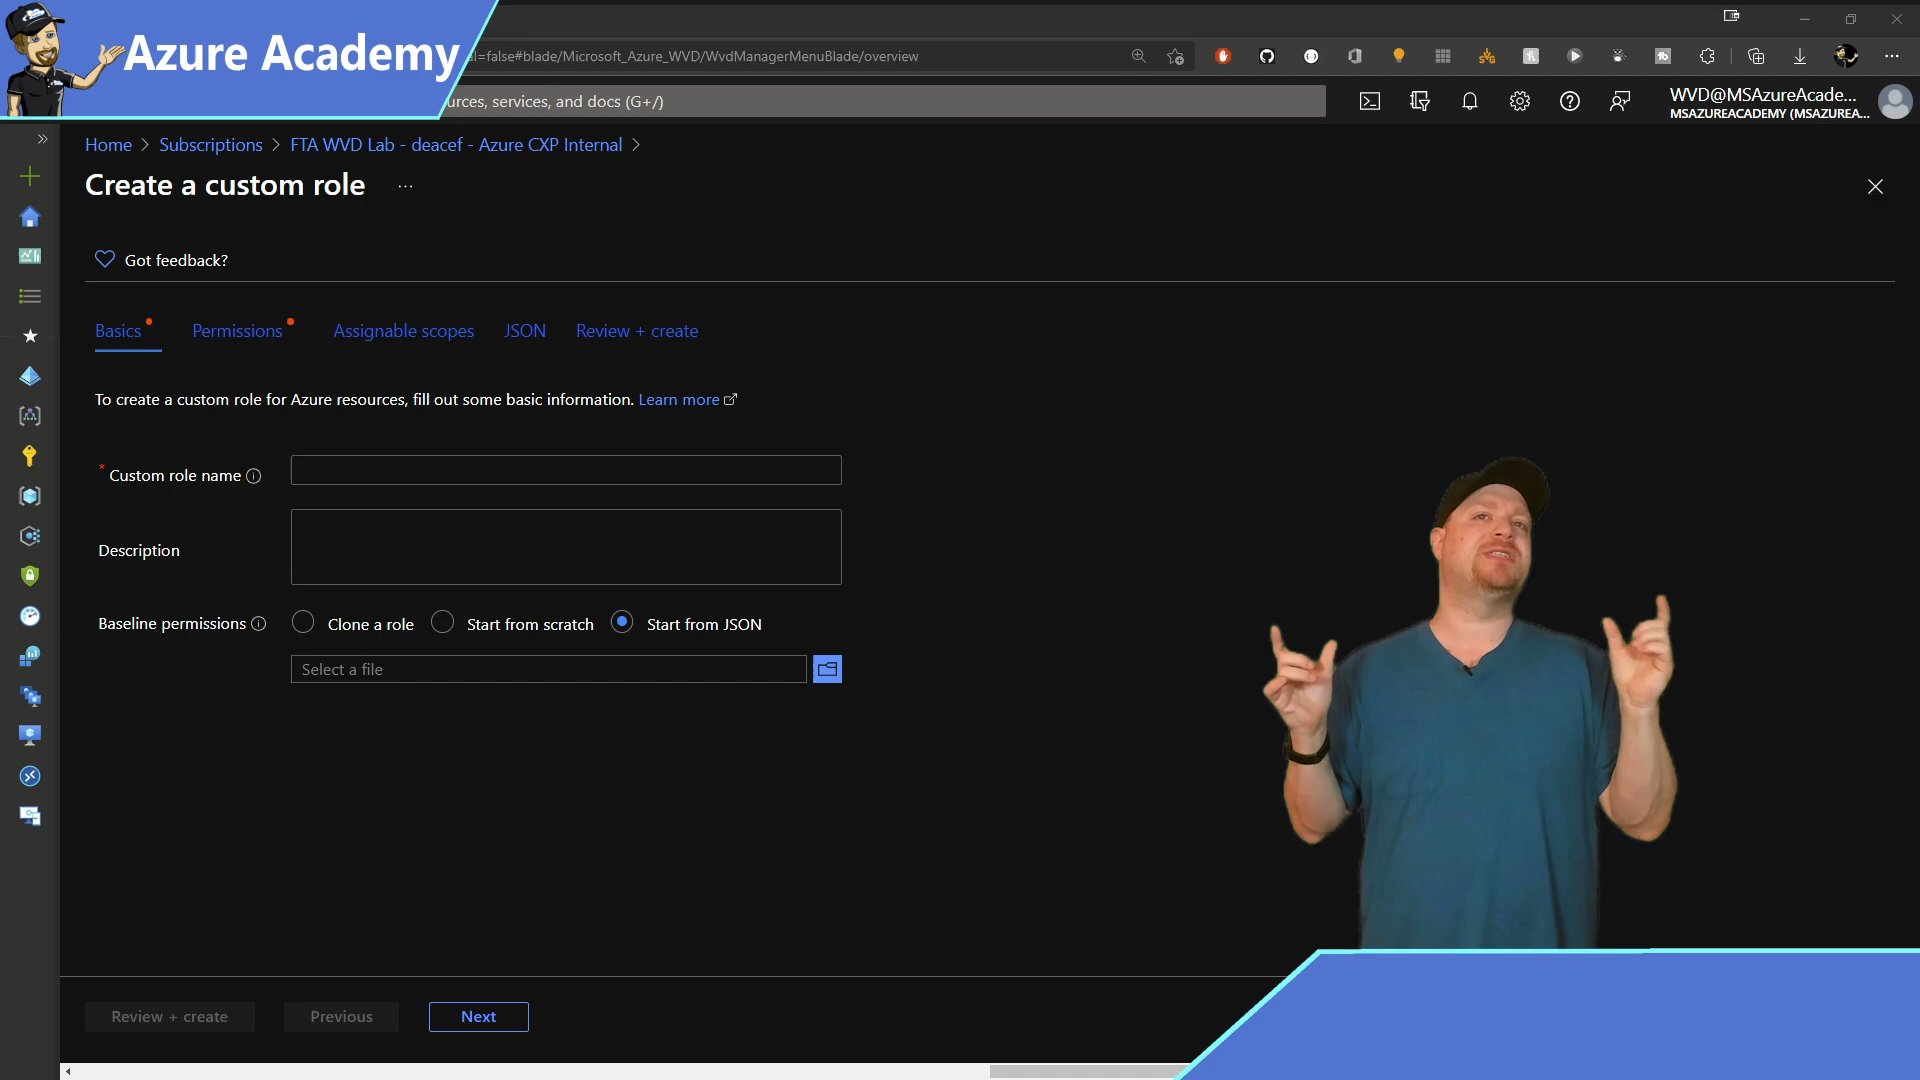 Azure Academy
al=false#blade/Microsoft_Azure_WVD/WvdManagerMenuBlade/overview
urces, services, and docs (G+/)
WVD@MSAzureAcade...
MSAZUREACADEMY (MSAZUREA...
Home > Subscriptions > FTA WVD Lab - deacef - Azure CXP Internal >
Create a custom role ...
Got feedback?
Basics Permissions Assignable scopes JSON Review + create
To create a custom role for Azure resources, fill out some basic information. Learn more
* Custom role name
Description
Baseline permissions Clone a role Start from scratch Start from JSON
Select a file
Review + create Previous Next